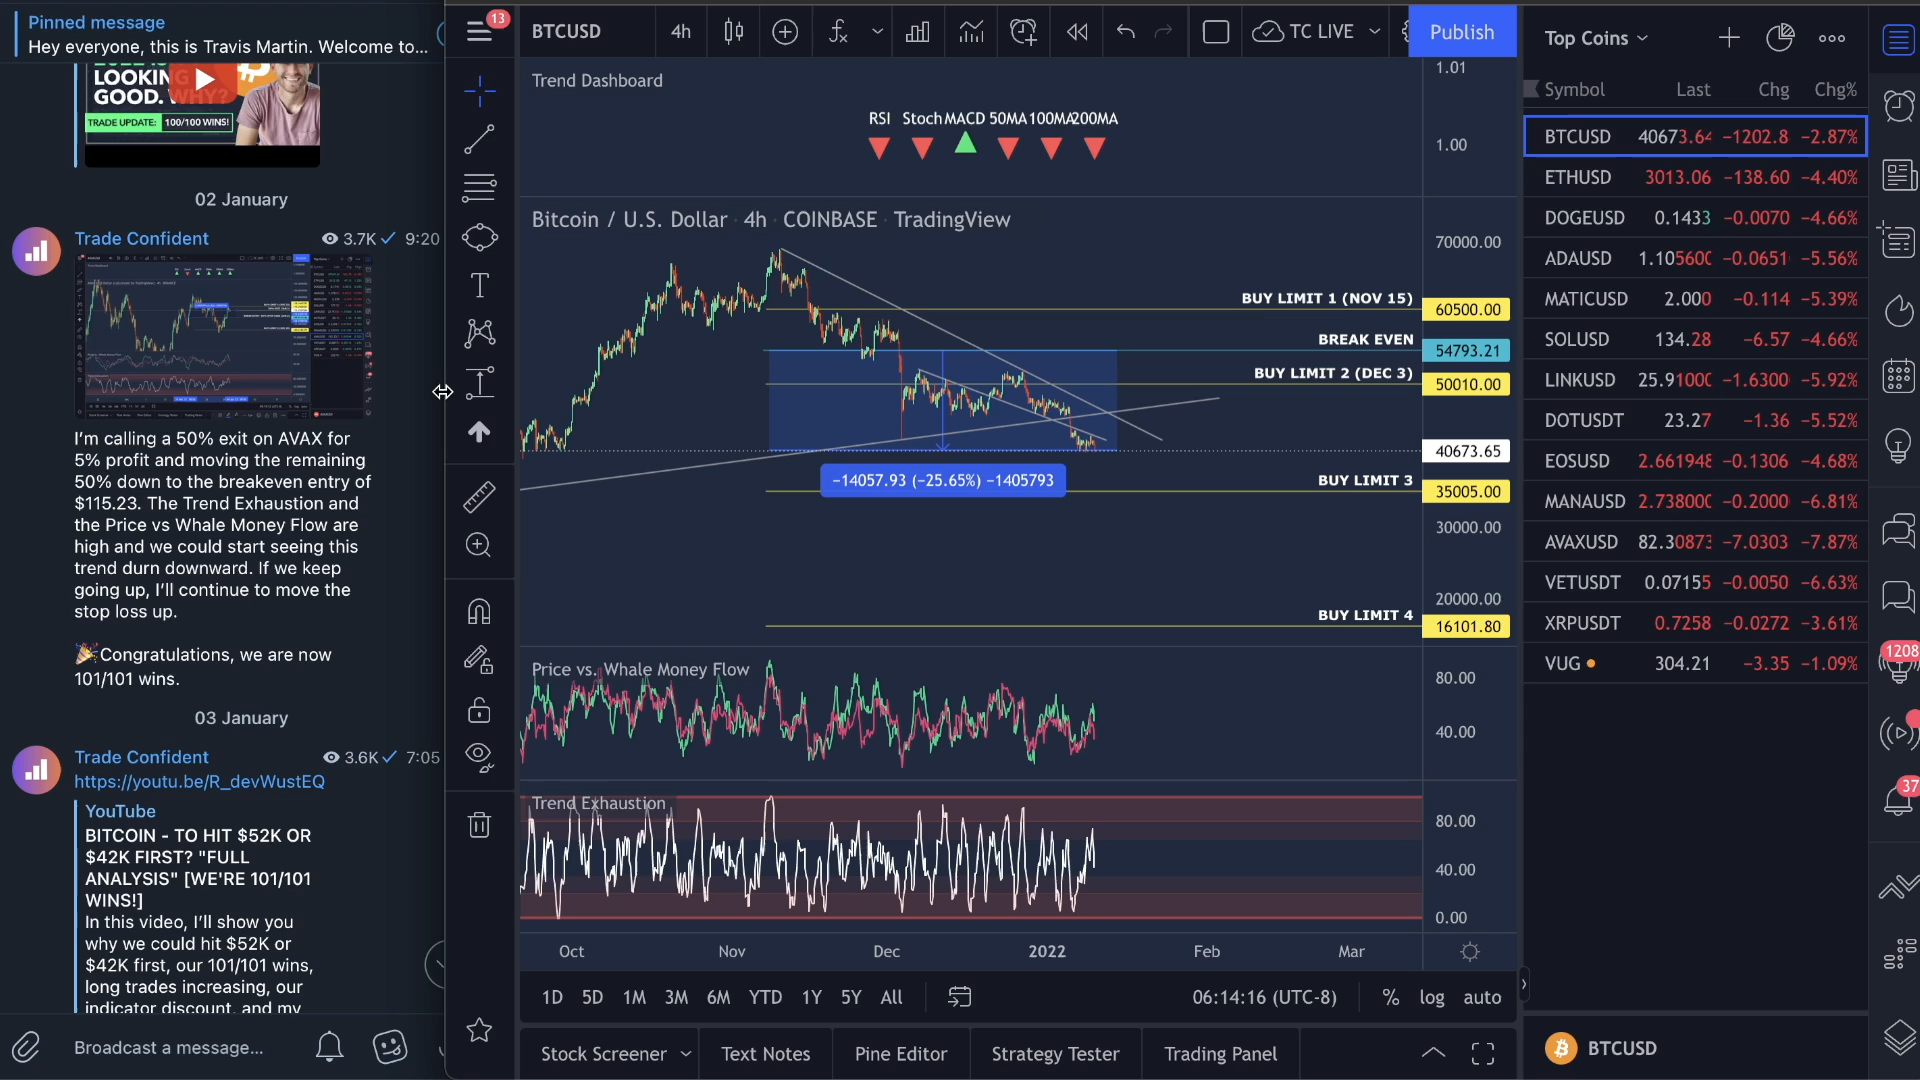 Pinned message
Hey everyone, this is Travis Martin. Welcome to...
LOOKING
GOOD. WHY?
TRADE UPDATE: 100/100 WINS!
02 January
Trade Confident 3.7K 9:20
I'm calling a 50% exit on AVAX for
5% profit and moving the remaining
50% down to the breakeven entry of
$115.23. The Trend Exhaustion and
the Price vs Whale Money Flow are
high and we could start seeing this
trend durn downward. If we keep
going up, I'll continue to move the
stop loss up.
🎉Congratulations, we are now
101/101 wins.
03 January
Trade Confident 3.6K 7:05
https://youtu.be/R_devWustEQ
YouTube
BITCOIN - TO HIT $52K OR
$42K FIRST? "FULL
ANALYSIS" [WE'RE 101/101
WINS!]
In this video, I'll show you
why we could hit $52K or
$42K first, our 101/101 wins,
long trades increasing, our
indicator discount, and my
Broadcast a message...
13
BTCUSD 4h TC LIVE Publish
Trend Dashboard
RSI Stoch MACD 50MA 100MA 200MA
1.01
1.00
Bitcoin / U.S. Dollar · 4h · COINBASE · TradingView
70000.00
BUY LIMIT 1 (NOV 15) 60500.00
BREAK EVEN 54793.21
BUY LIMIT 2 (DEC 3) 50010.00
40673.65
−14057.93 (−25.65%) −1405793
BUY LIMIT 3 35005.00
30000.00
20000.00
BUY LIMIT 4 16101.80
Price vs. Whale Money Flow
80.00
40.00
Trend Exhaustion
80.00
40.00
0.00
Oct Nov Dec 2022 Feb Mar
1D 5D 1M 3M 6M YTD 1Y 5Y All
06:14:16 (UTC-8) % log auto
Stock Screener Text Notes Pine Editor Strategy Tester Trading Panel
Top Coins
Symbol Last Chg Chg%
BTCUSD 40673.64 −1202.8 −2.87%
ETHUSD 3013.06 −138.60 −4.40%
DOGEUSD 0.1433 −0.0070 −4.66%
ADAUSD 1.105600 −0.0651 −5.56%
MATICUSD 2.000 −0.114 −5.39%
SOLUSD 134.28 −6.57 −4.66%
LINKUSD 25.91000 −1.6300 −5.92%
DOTUSDT 23.27 −1.36 −5.52%
EOSUSD 2.661948 −0.1306 −4.68%
MANAUSD 2.738000 −0.2000 −6.81%
AVAXUSD 82.30873 −7.0303 −7.87%
VETUSDT 0.07155 −0.0050 −6.63%
XRPUSDT 0.7258 −0.0272 −3.61%
VUG 304.21 −3.35 −1.09%
1208
37
BTCUSD